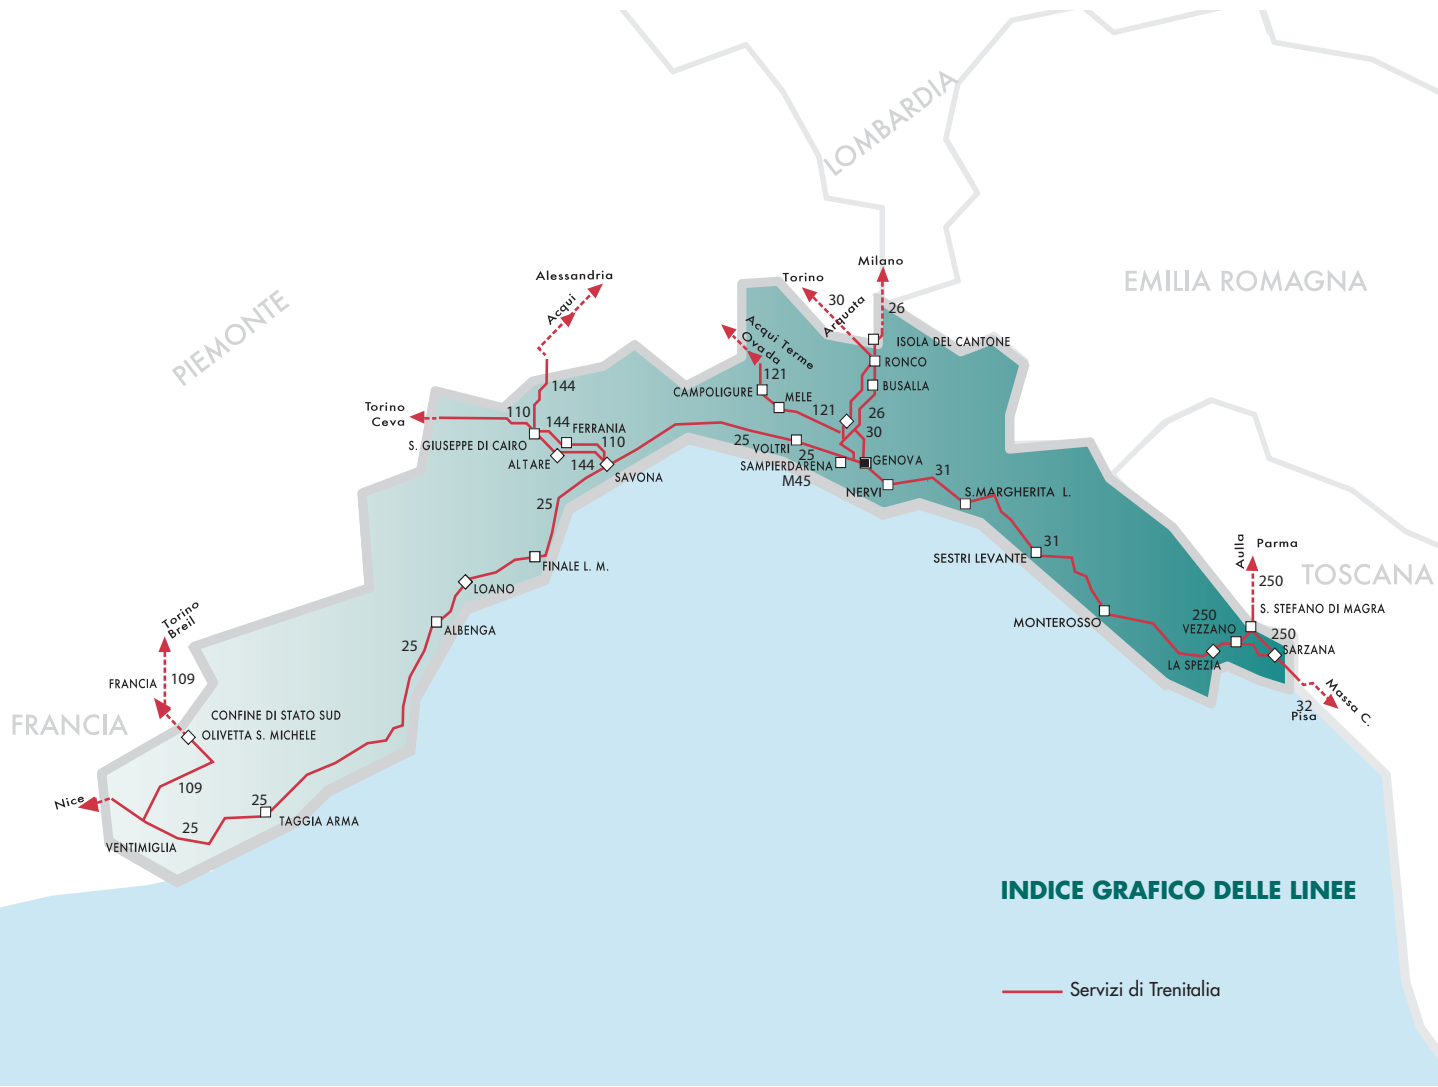 LOMBARDIA
EMILIA ROMAGNA
PIEMONTE
TOSCANA
FRANCIA
Alessandria
Acqui
144
Torino
Ceva
110
144
FERRANIA
110
S. GIUSEPPE DI CAIRO
ALTARE
144
SAVONA
Torino
30
Arquata
Milano
26
ISOLA DEL CANTONE
RONCO
BUSALLA
Acqui Terme
Ovada
121
CAMPOLIGURE
MELE
121
26
30
25
VOLTRI
25
SAMPIERDARENA
M45
GENOVA
NERVI
31
S.MARGHERITA L.
31
SESTRI LEVANTE
MONTEROSSO
Aulla
Parma
250
S. STEFANO DI MAGRA
250
VEZZANO
250
SARZANA
LA SPEZIA
Massa C.
32
Pisa
25
FINALE L. M.
LOANO
ALBENGA
25
Torino
Breil
109
FRANCIA
CONFINE DI STATO SUD
OLIVETTA S. MICHELE
109
Nice
25
25
TAGGIA ARMA
VENTIMIGLIA
INDICE GRAFICO DELLE LINEE
Servizi di Trenitalia